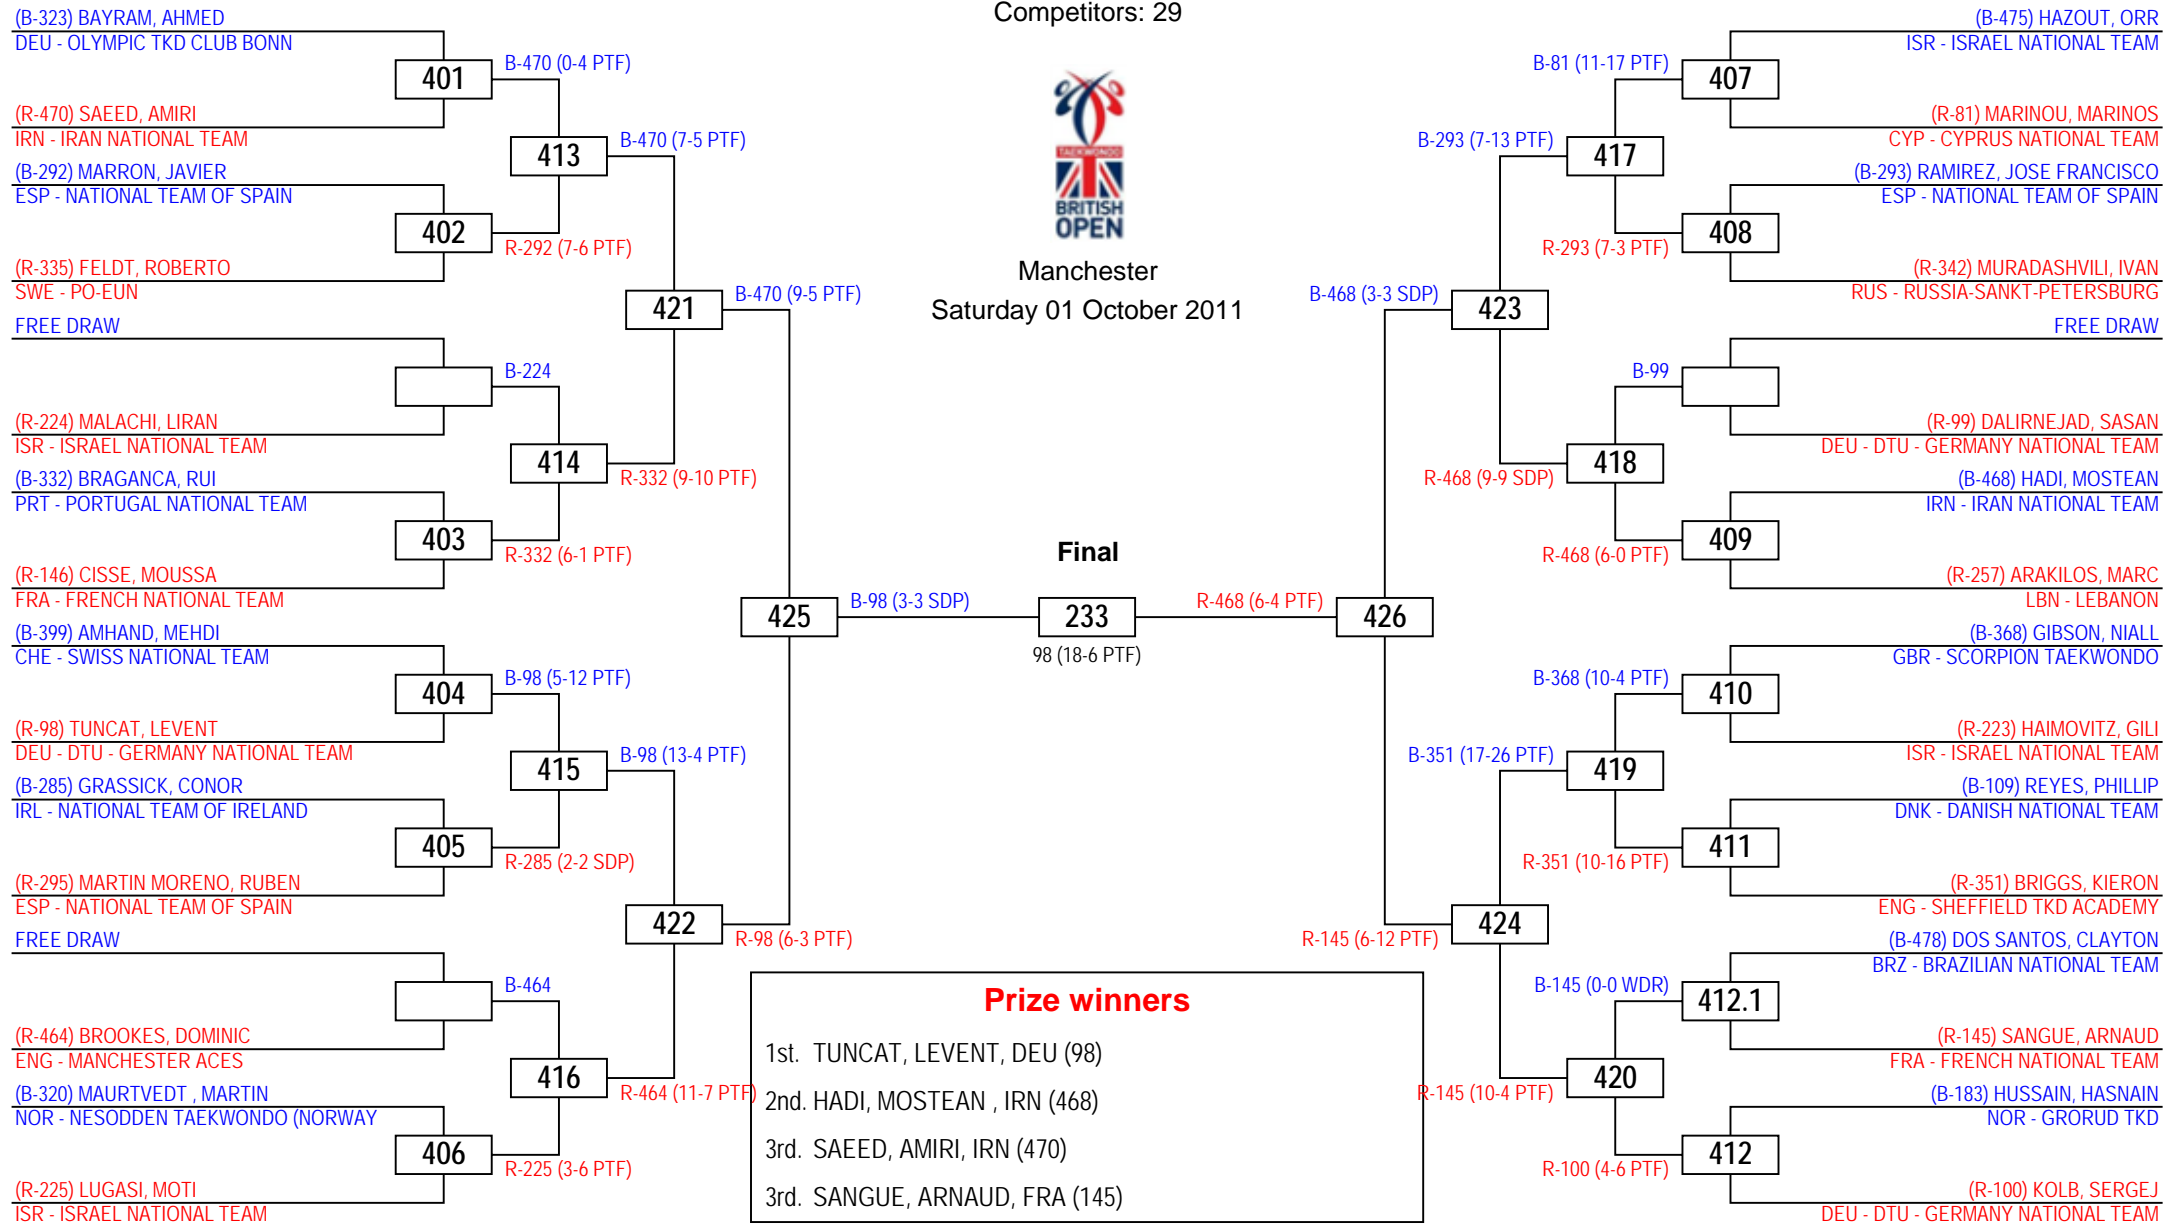 Competitors: 29
TAEKWONDO
BRITISH
OPEN
Manchester
Saturday 01 October 2011
(B-323) BAYRAM, AHMED
DEU - OLYMPIC TKD CLUB BONN
401
B-470 (0-4 PTF)
(R-470) SAEED, AMIRI
IRN - IRAN NATIONAL TEAM
413
B-470 (7-5 PTF)
(B-292) MARRON, JAVIER
ESP - NATIONAL TEAM OF SPAIN
402
R-292 (7-6 PTF)
(R-335) FELDT, ROBERTO
SWE - PO-EUN
421
B-470 (9-5 PTF)
FREE DRAW
B-224
(R-224) MALACHI, LIRAN
ISR - ISRAEL NATIONAL TEAM
414
R-332 (9-10 PTF)
(B-332) BRAGANCA, RUI
PRT - PORTUGAL NATIONAL TEAM
403
R-332 (6-1 PTF)
(R-146) CISSE, MOUSSA
FRA - FRENCH NATIONAL TEAM
425
B-98 (3-3 SDP)
(B-399) AMHAND, MEHDI
CHE - SWISS NATIONAL TEAM
404
B-98 (5-12 PTF)
(R-98) TUNCAT, LEVENT
DEU - DTU - GERMANY NATIONAL TEAM
415
B-98 (13-4 PTF)
(B-285) GRASSICK, CONOR
IRL - NATIONAL TEAM OF IRELAND
405
R-285 (2-2 SDP)
(R-295) MARTIN MORENO, RUBEN
ESP - NATIONAL TEAM OF SPAIN
422
R-98 (6-3 PTF)
FREE DRAW
B-464
(R-464) BROOKES, DOMINIC
ENG - MANCHESTER ACES
416
R-464 (11-7 PTF)
(B-320) MAURTVEDT , MARTIN
NOR - NESODDEN TAEKWONDO (NORWAY
406
R-225 (3-6 PTF)
(R-225) LUGASI, MOTI
ISR - ISRAEL NATIONAL TEAM
Final
233
98 (18-6 PTF)
(B-475) HAZOUT, ORR
ISR - ISRAEL NATIONAL TEAM
B-81 (11-17 PTF)
407
(R-81) MARINOU, MARINOS
CYP - CYPRUS NATIONAL TEAM
B-293 (7-13 PTF)
417
(B-293) RAMIREZ, JOSE FRANCISCO
ESP - NATIONAL TEAM OF SPAIN
R-293 (7-3 PTF)
408
(R-342) MURADASHVILI, IVAN
RUS - RUSSIA-SANKT-PETERSBURG
B-468 (3-3 SDP)
423
FREE DRAW
B-99
(R-99) DALIRNEJAD, SASAN
DEU - DTU - GERMANY NATIONAL TEAM
R-468 (9-9 SDP)
418
(B-468) HADI, MOSTEAN
IRN - IRAN NATIONAL TEAM
R-468 (6-0 PTF)
409
(R-257) ARAKILOS, MARC
LBN - LEBANON
R-468 (6-4 PTF)
426
(B-368) GIBSON, NIALL
GBR - SCORPION TAEKWONDO
B-368 (10-4 PTF)
410
(R-223) HAIMOVITZ, GILI
ISR - ISRAEL NATIONAL TEAM
B-351 (17-26 PTF)
419
(B-109) REYES, PHILLIP
DNK - DANISH NATIONAL TEAM
R-351 (10-16 PTF)
411
(R-351) BRIGGS, KIERON
ENG - SHEFFIELD TKD ACADEMY
R-145 (6-12 PTF)
424
(B-478) DOS SANTOS, CLAYTON
BRZ - BRAZILIAN NATIONAL TEAM
B-145 (0-0 WDR)
412.1
(R-145) SANGUE, ARNAUD
FRA - FRENCH NATIONAL TEAM
R-145 (10-4 PTF)
420
(B-183) HUSSAIN, HASNAIN
NOR - GRORUD TKD
R-100 (4-6 PTF)
412
(R-100) KOLB, SERGEJ
DEU - DTU - GERMANY NATIONAL TEAM
Prize winners
1st. TUNCAT, LEVENT, DEU (98)
2nd. HADI, MOSTEAN , IRN (468)
3rd. SAEED, AMIRI, IRN (470)
3rd. SANGUE, ARNAUD, FRA (145)